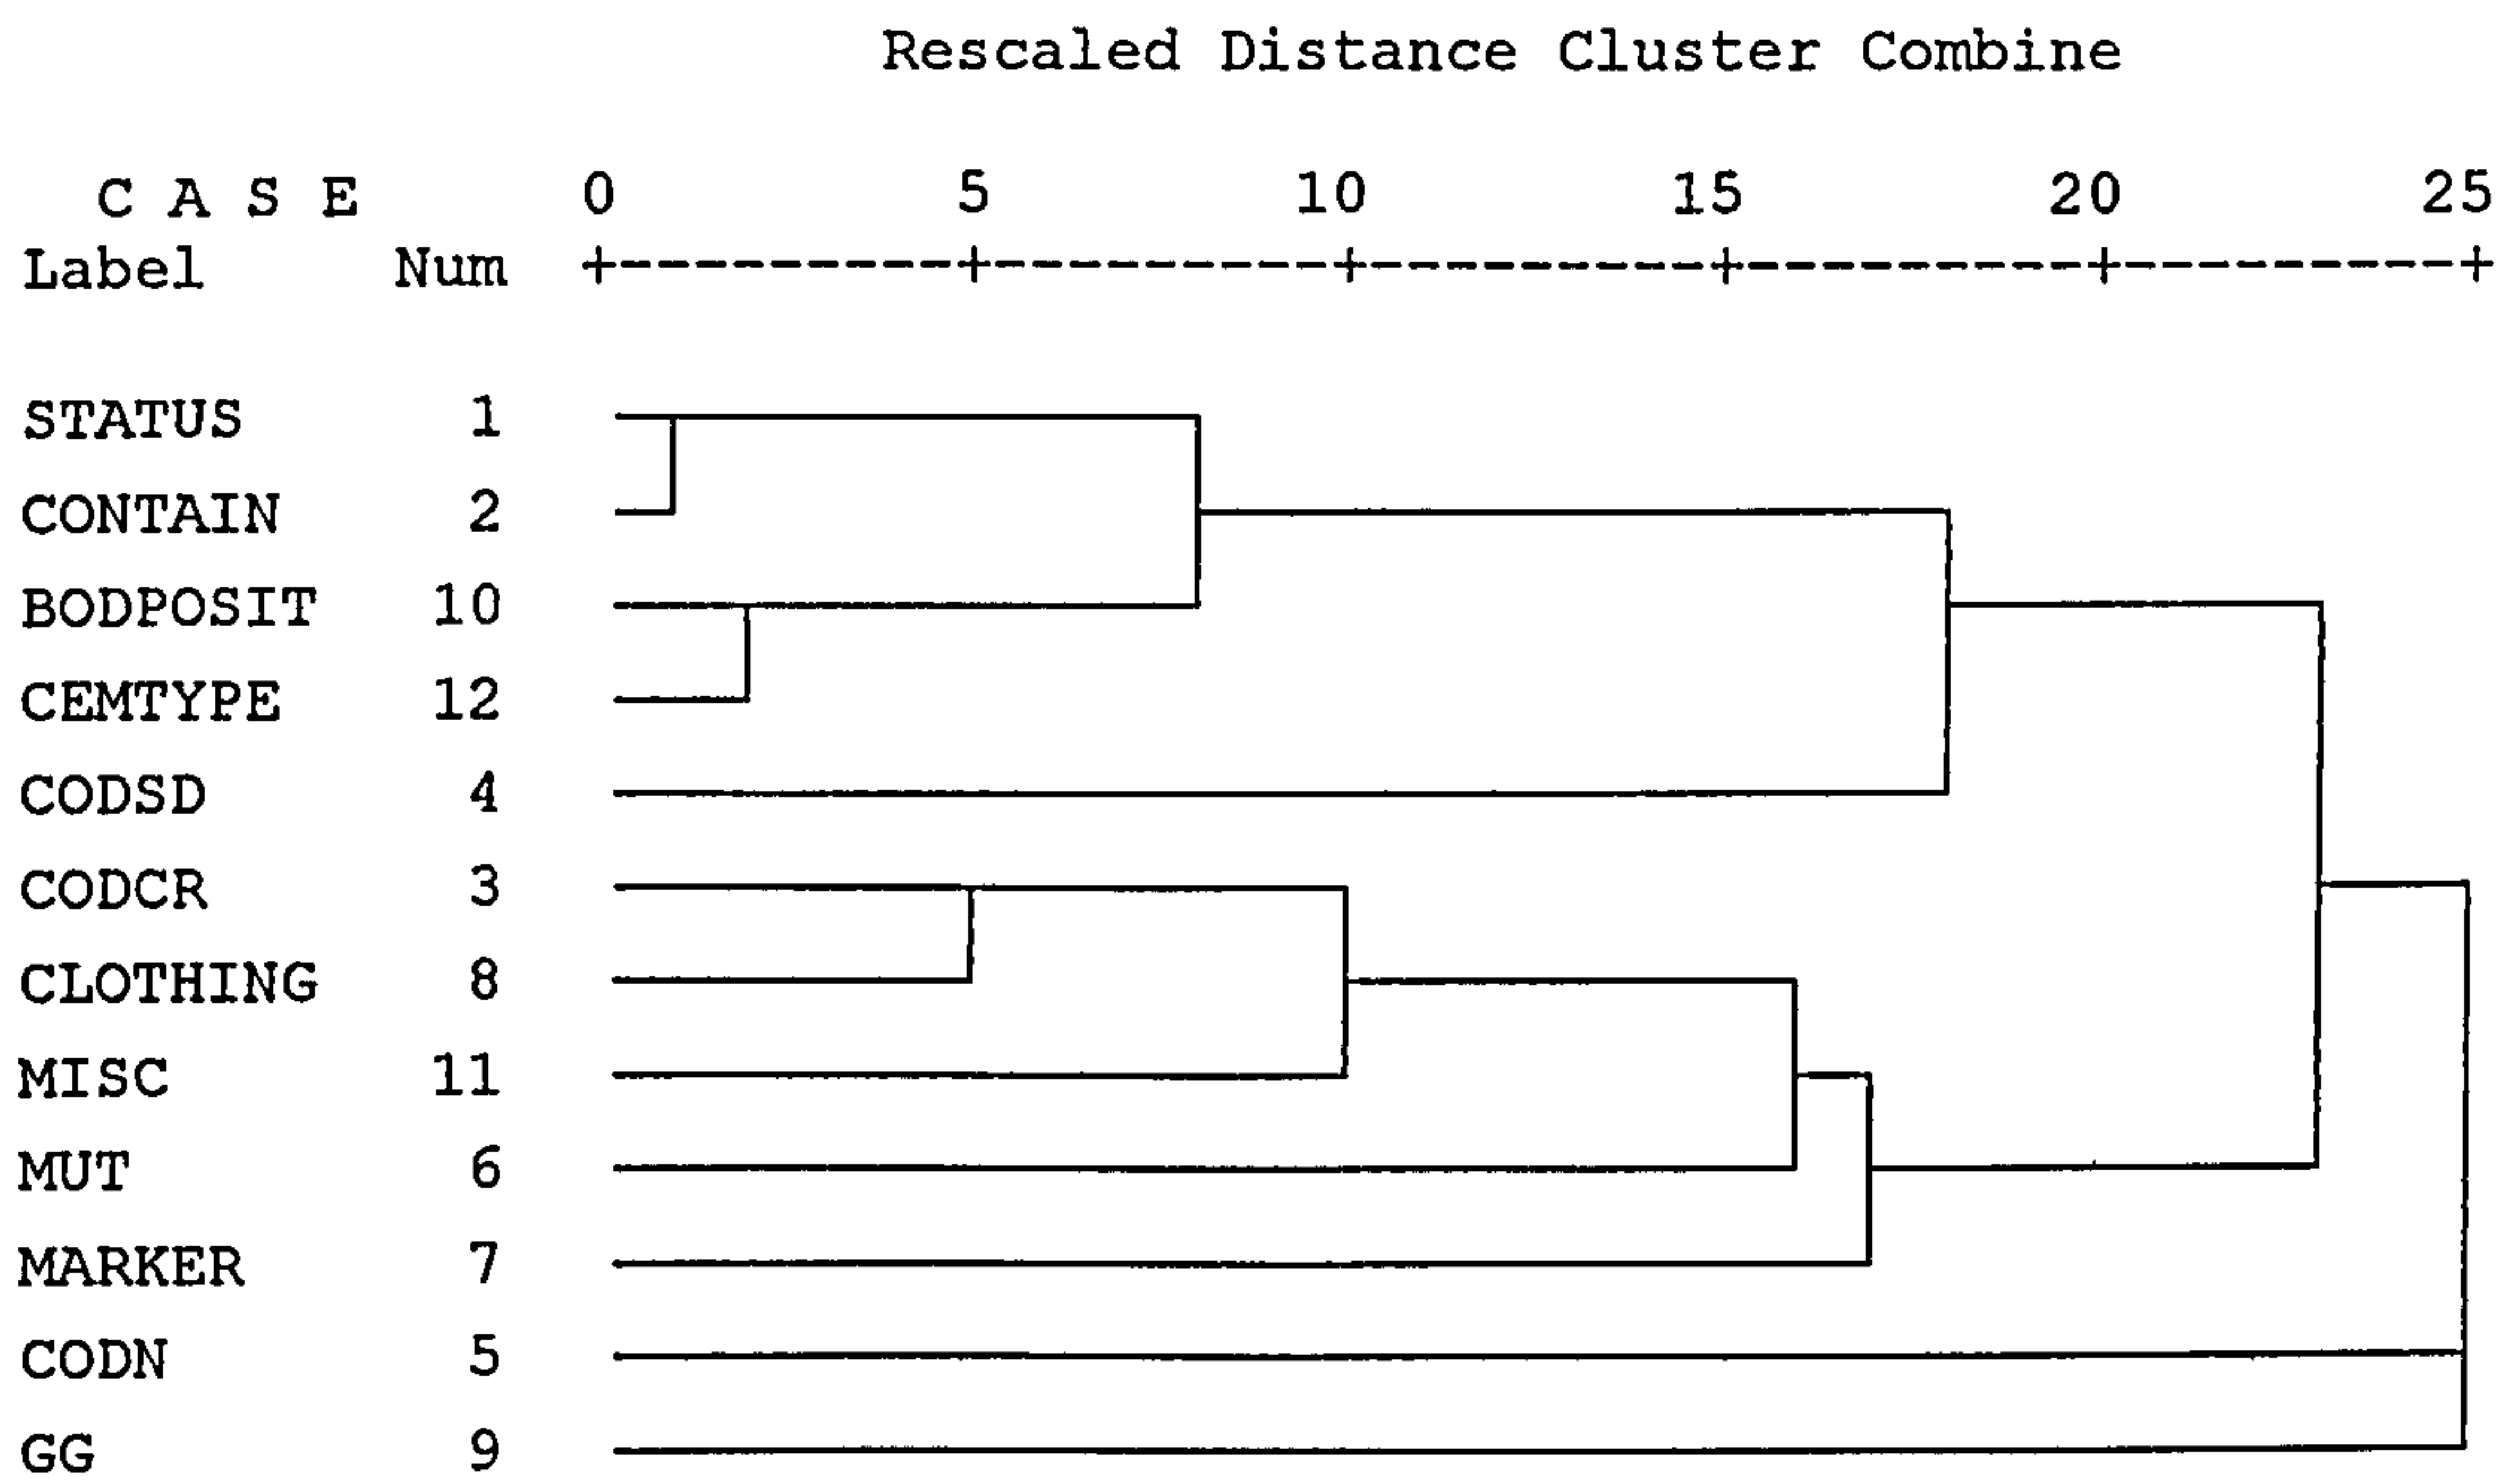 Rescaled Distance Cluster Combine
C A S E 0 5 10 15 20 25
Label Num +---------+---------+---------+---------+---------+
STATUS 1
CONTAIN 2
BODPOSIT 10
CEMTYPE 12
CODSD 4
CODCR 3
CLOTHING 8
MISC 11
MUT 6
MARKER 7
CODN 5
GG 9